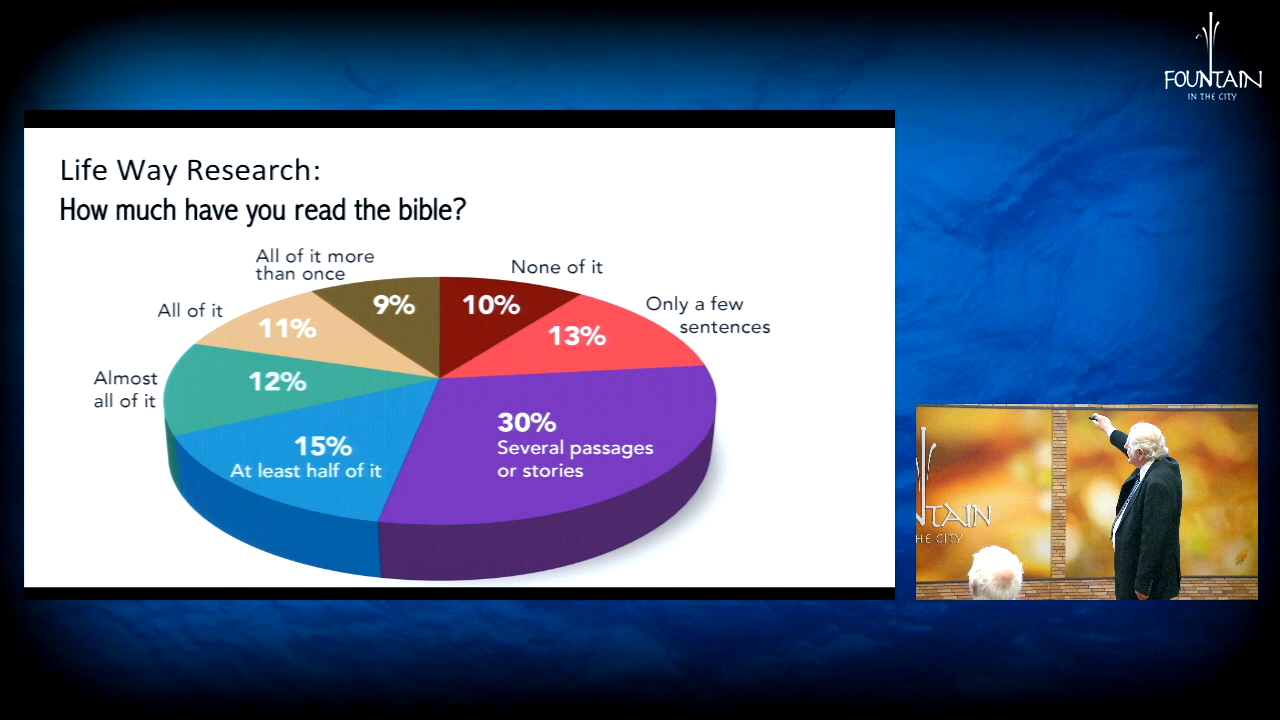 FOUNTAIN
IN THE CITY
Life Way Research:
How much have you read the bible?
All of it more
than once
None of it
9%
10%
All of it
11%
Only a few
sentences
13%
Almost
all of it
12%
30%
Several passages
or stories
15%
At least half of it
NTAIN
HE CITY